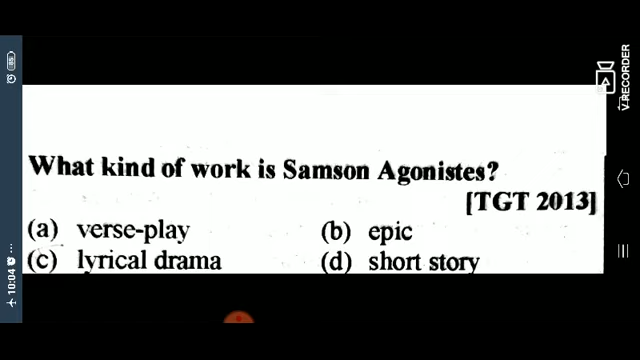 What kind of work is Samson Agonistes?
[TGT 2013]
(a) verse-play (b) epic
(c) lyrical drama (d) short story
V.RECORDER
10:04
85